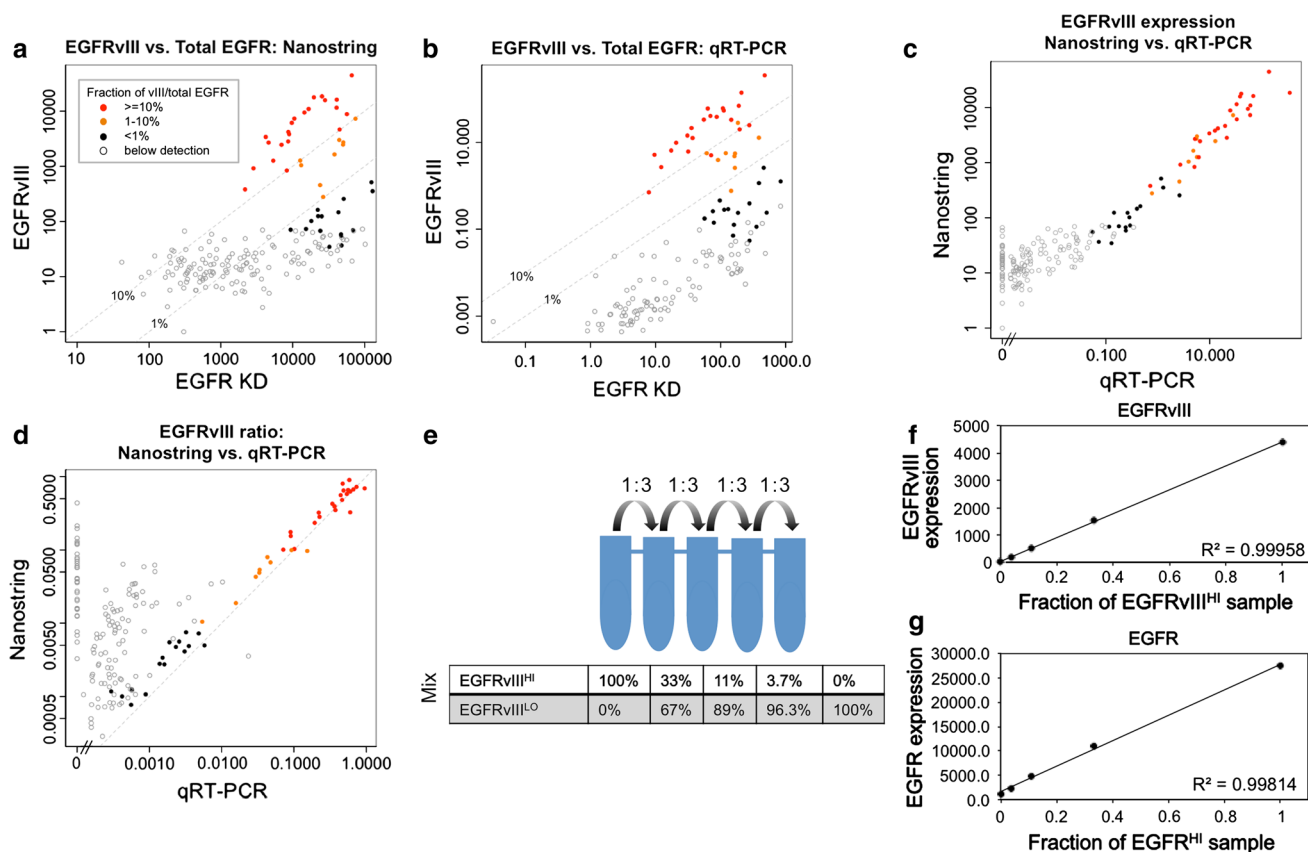 a
EGFRvIII vs. Total EGFR: Nanostring
EGFRvIII
10000
1000
100
10
1
Fraction of vIII/total EGFR
>=10%
1-10%
<1%
below detection
10%
1%
10
100
1000
10000
100000
EGFR KD
b
EGFRvIII vs. Total EGFR: qRT-PCR
EGFRvIII
10.000
0.100
0.001
10%
1%
0.1
1.0
10.0
100.0
1000.0
EGFR KD
c
EGFRvIII expression
Nanostring vs. qRT-PCR
Nanostring
10000
1000
100
10
1
0
0.100
10.000
qRT-PCR
d
EGFRvIII ratio:
Nanostring vs. qRT-PCR
Nanostring
0.5000
0.0500
0.0050
0.0005
0
0.0010
0.0100
0.1000
1.0000
qRT-PCR
e
1:3 1:3 1:3 1:3
Mix
EGFRvIIIHI 100% 33% 11% 3.7% 0%
EGFRvIIILO 0% 67% 89% 96.3% 100%
f
EGFRvIII
EGFRvIII
expression
5000
4000
3000
2000
1000
0
R² = 0.99958
0 0.2 0.4 0.6 0.8 1
Fraction of EGFRvIIIHI sample
g
EGFR
EGFR expression
30000.0
25000.0
20000.0
15000.0
10000.0
5000.0
0.0
R² = 0.99814
0 0.2 0.4 0.6 0.8 1
Fraction of EGFRHI sample